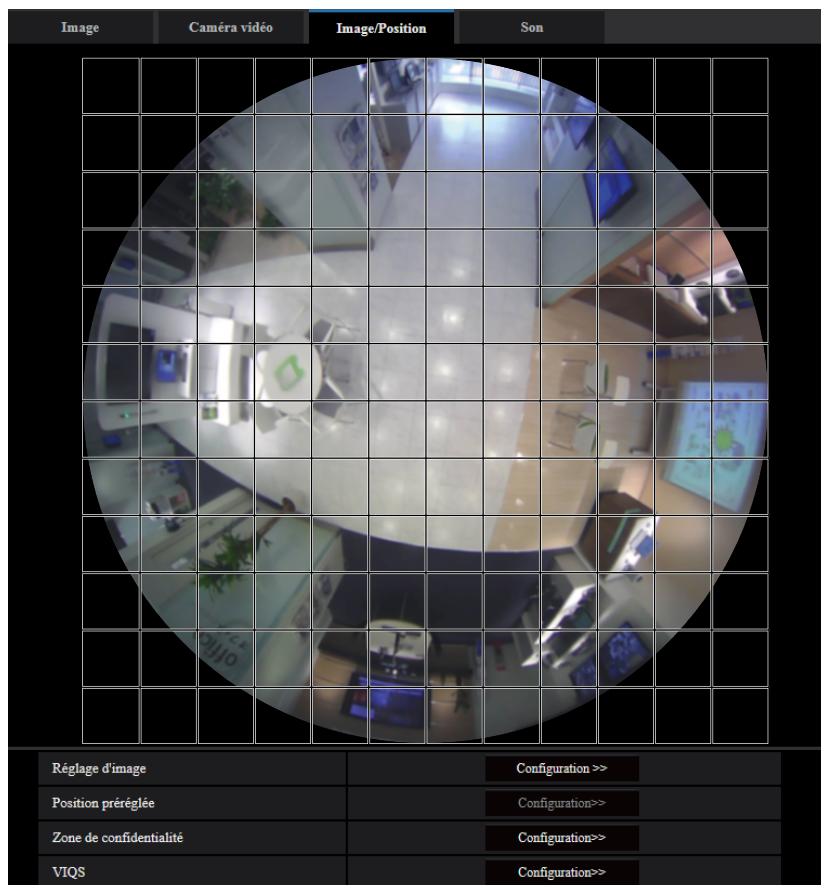 Image
Caméra vidéo
Image/Position
Son
Réglage d'image
Configuration >>
Position préréglée
Configuration>>
Zone de confidentialité
Configuration>>
VIQS
Configuration>>